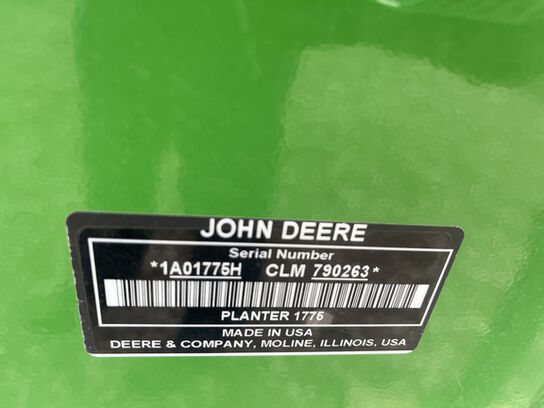 JOHN DEERE
Serial Number
*1A01775H CLM 790263*
PLANTER 1775
MADE IN USA
DEERE & COMPANY, MOLINE, ILLINOIS, USA